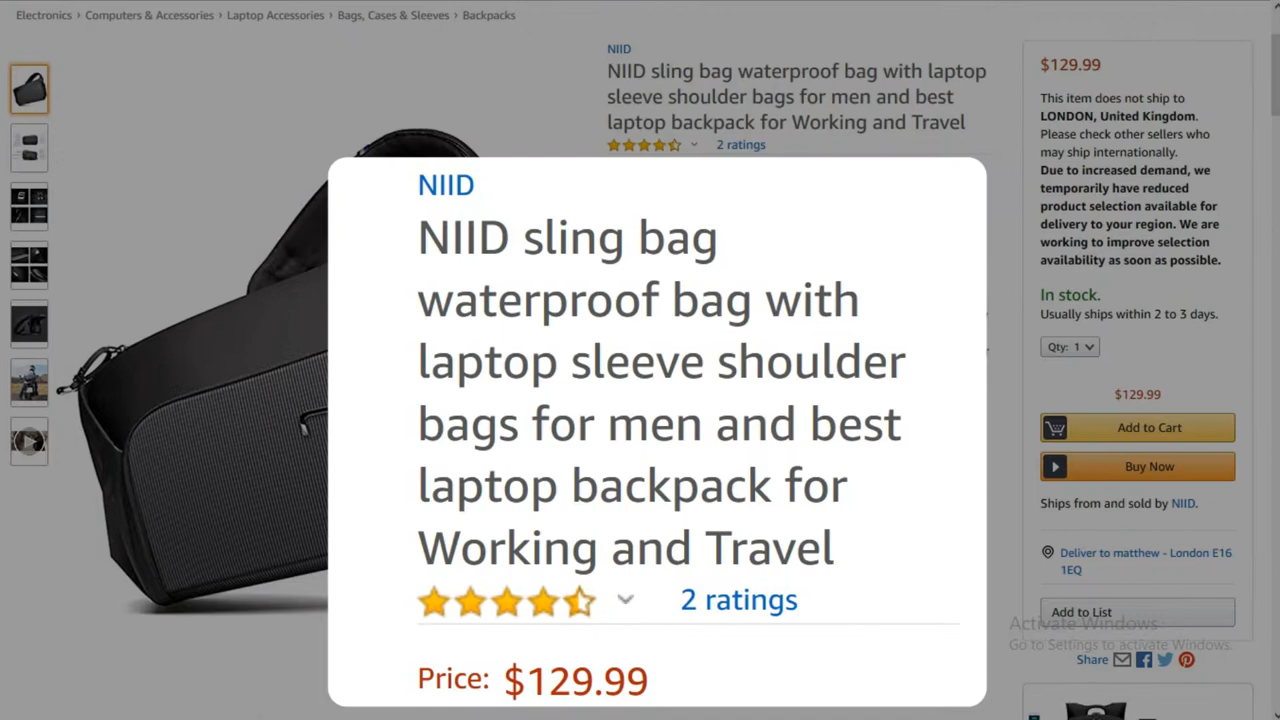 Electronics › Computers & Accessories › Laptop Accessories › Bags, Cases & Sleeves › Backpacks
NIID
NIID sling bag waterproof bag with laptop
sleeve shoulder bags for men and best
laptop backpack for Working and Travel
2 ratings
NIID
NIID sling bag
waterproof bag with
laptop sleeve shoulder
bags for men and best
laptop backpack for
Working and Travel
2 ratings
Price: $129.99
$129.99
This item does not ship to
LONDON, United Kingdom.
Please check other sellers who
may ship internationally.
Due to increased demand, we
temporarily have reduced
product selection available for
delivery to your region. We are
working to improve selection
availability as soon as possible.
In stock.
Usually ships within 2 to 3 days.
Qty: 1
$129.99
Add to Cart
Buy Now
Ships from and sold by NIID.
Deliver to matthew - London E16
1EQ
Add to List
Activate Windows
Go to Settings to activate Windows.
Share